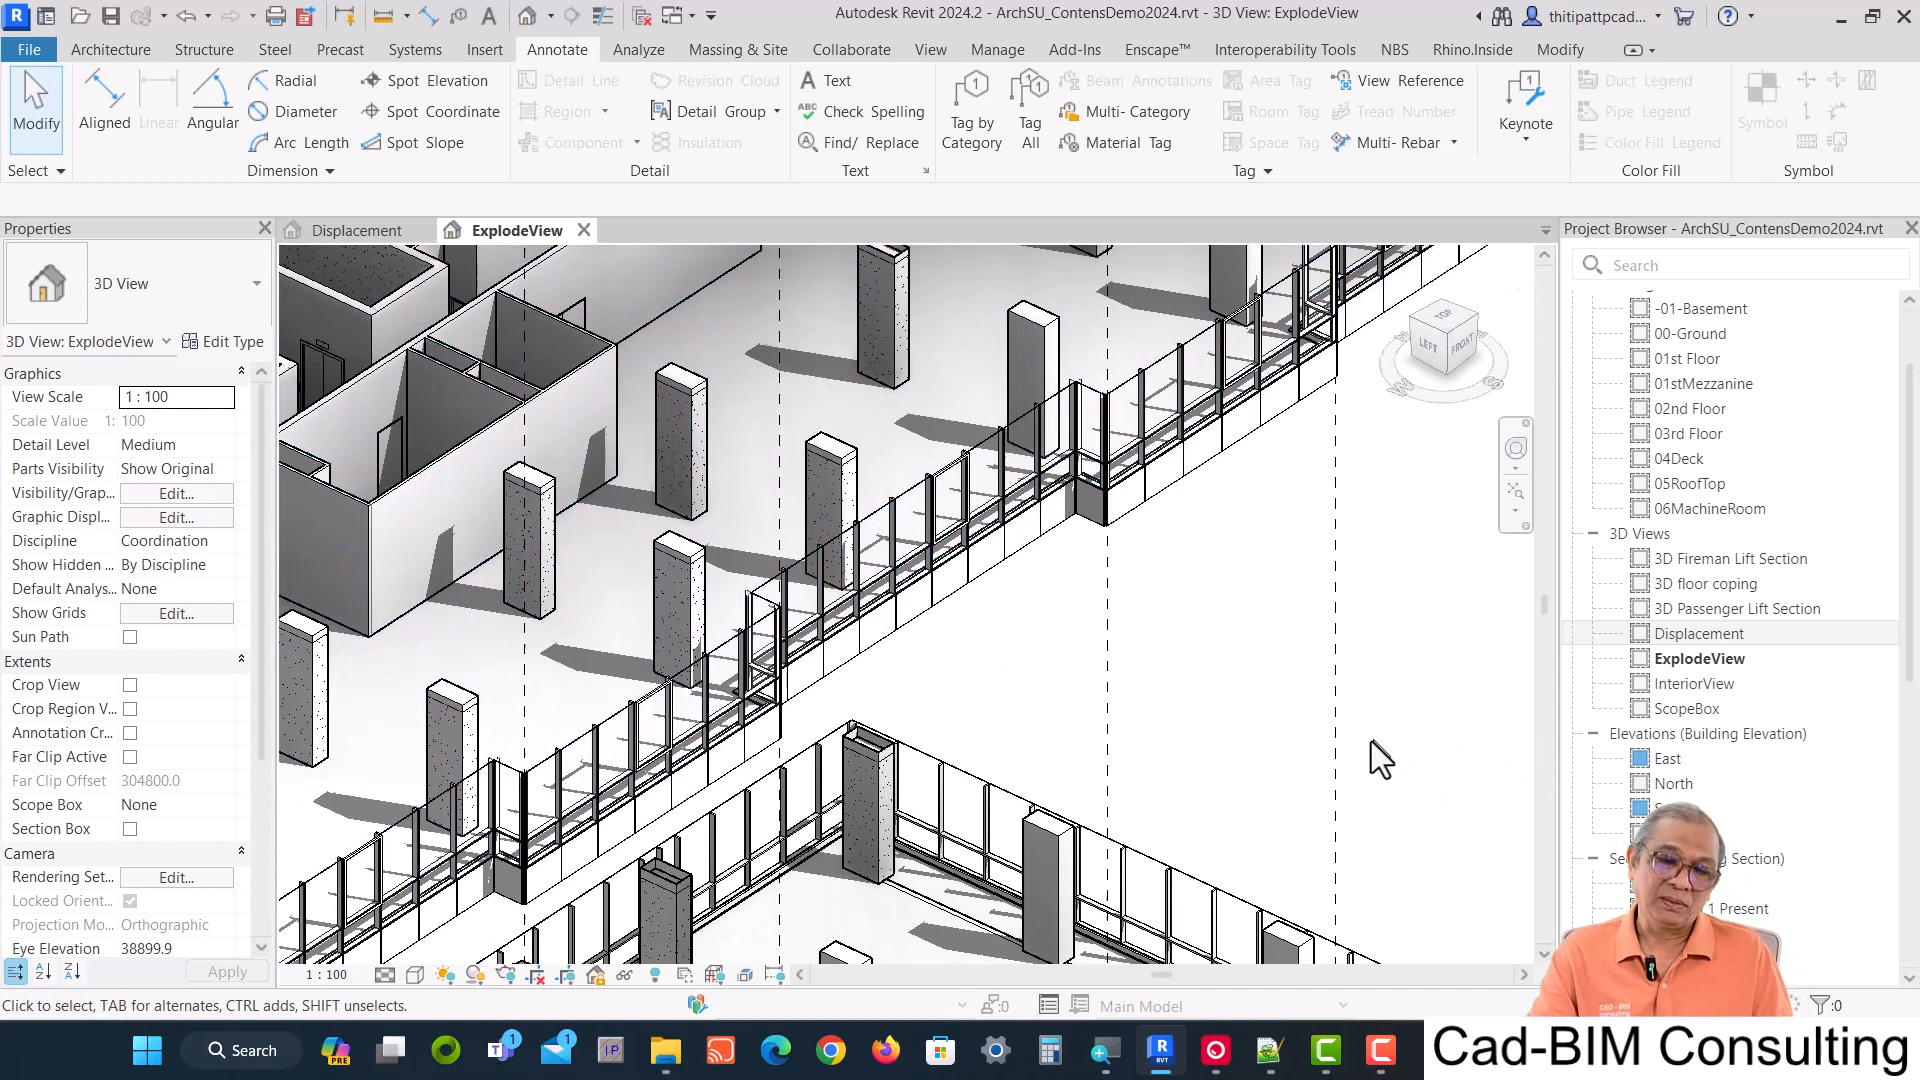 Autodesk Revit 2024.2 - ArchSU_ContensDemo2024.rvt - 3D View: ExplodeView
thitipattpcad...
File Architecture Structure Steel Precast Systems Insert Annotate Analyze Massing & Site Collaborate View Manage Add-Ins Enscape™ Interoperability Tools NBS Rhino.Inside Modify
Modify
Select
Aligned
Linear
Angular
Radial
Diameter
Arc Length
Spot Elevation
Spot Coordinate
Spot Slope
Dimension
Detail Line
Region
Component
Revision Cloud
Detail Group
Insulation
Detail
Text
Check Spelling
Find/ Replace
Text
Tag by
Category
Tag
All
Beam Annotations
Multi- Category
Material Tag
Area Tag
Room Tag
Space Tag
View Reference
Tread Number
Multi- Rebar
Tag
Keynote
Duct Legend
Pipe Legend
Color Fill Legend
Color Fill
Symbol
Symbol
Properties
3D View
3D View: ExplodeView
Edit Type
Graphics
View Scale 1 : 100
Scale Value 1: 100
Detail Level Medium
Parts Visibility Show Original
Visibility/Grap... Edit...
Graphic Displ... Edit...
Discipline Coordination
Show Hidden ... By Discipline
Default Analys... None
Show Grids Edit...
Sun Path
Extents
Crop View
Crop Region V...
Annotation Cr...
Far Clip Active
Far Clip Offset 304800.0
Scope Box None
Section Box
Camera
Rendering Set... Edit...
Locked Orient...
Projection Mo... Orthographic
Eye Elevation 38899.9
Apply
Displacement
ExplodeView
TOP
LEFT
FRONT
1 : 100
Project Browser - ArchSU_ContensDemo2024.rvt
Search
-01-Basement
00-Ground
01st Floor
01stMezzanine
02nd Floor
03rd Floor
04Deck
05RoofTop
06MachineRoom
3D Views
3D Fireman Lift Section
3D floor coping
3D Passenger Lift Section
Displacement
ExplodeView
InteriorView
ScopeBox
Elevations (Building Elevation)
East
North
Section)
1 Present
Click to select, TAB for alternates, CTRL adds, SHIFT unselects.
:0
Main Model
:0
Search
PRE
1
1
IP
RVT
CAD - BIM
Cad-BIM Consulting